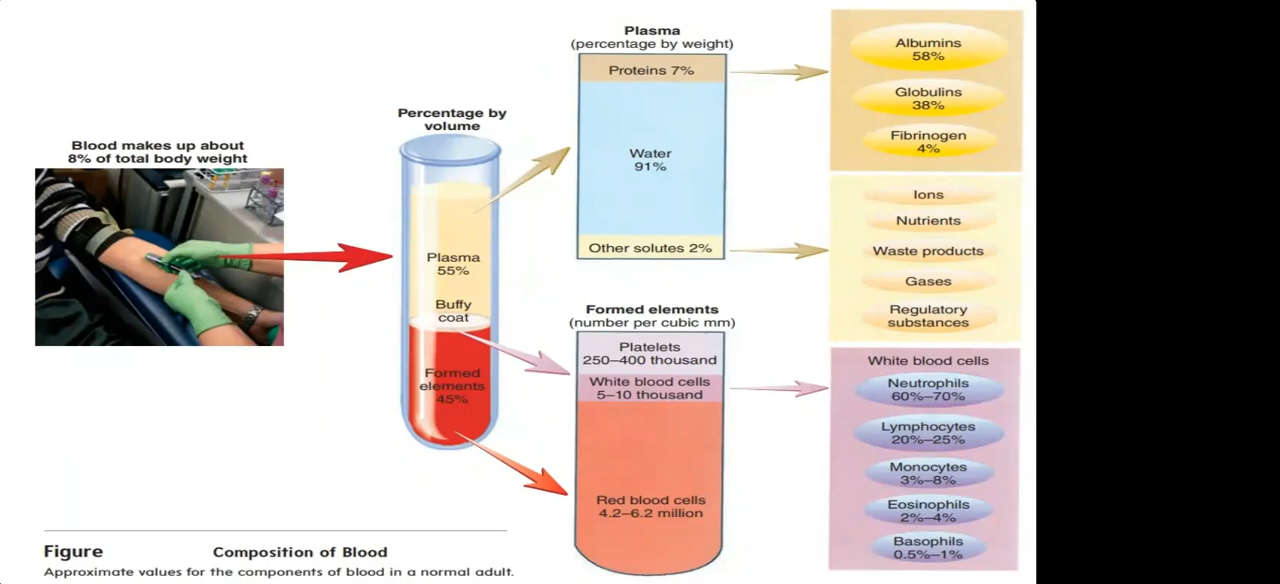 Blood makes up about
8% of total body weight
Percentage by
volume
Plasma
55%
Buffy
coat
Formed
elements
45%
Plasma
(percentage by weight)
Proteins 7%
Water
91%
Other solutes 2%
Formed elements
(number per cubic mm)
Platelets
250–400 thousand
White blood cells
5–10 thousand
Red blood cells
4.2–6.2 million
Albumins
58%
Globulins
38%
Fibrinogen
4%
Ions
Nutrients
Waste products
Gases
Regulatory
substances
White blood cells
Neutrophils
60%–70%
Lymphocytes
20%–25%
Monocytes
3%–8%
Eosinophils
2%–4%
Basophils
0.5%–1%
Figure Composition of Blood
Approximate values for the components of blood in a normal adult.